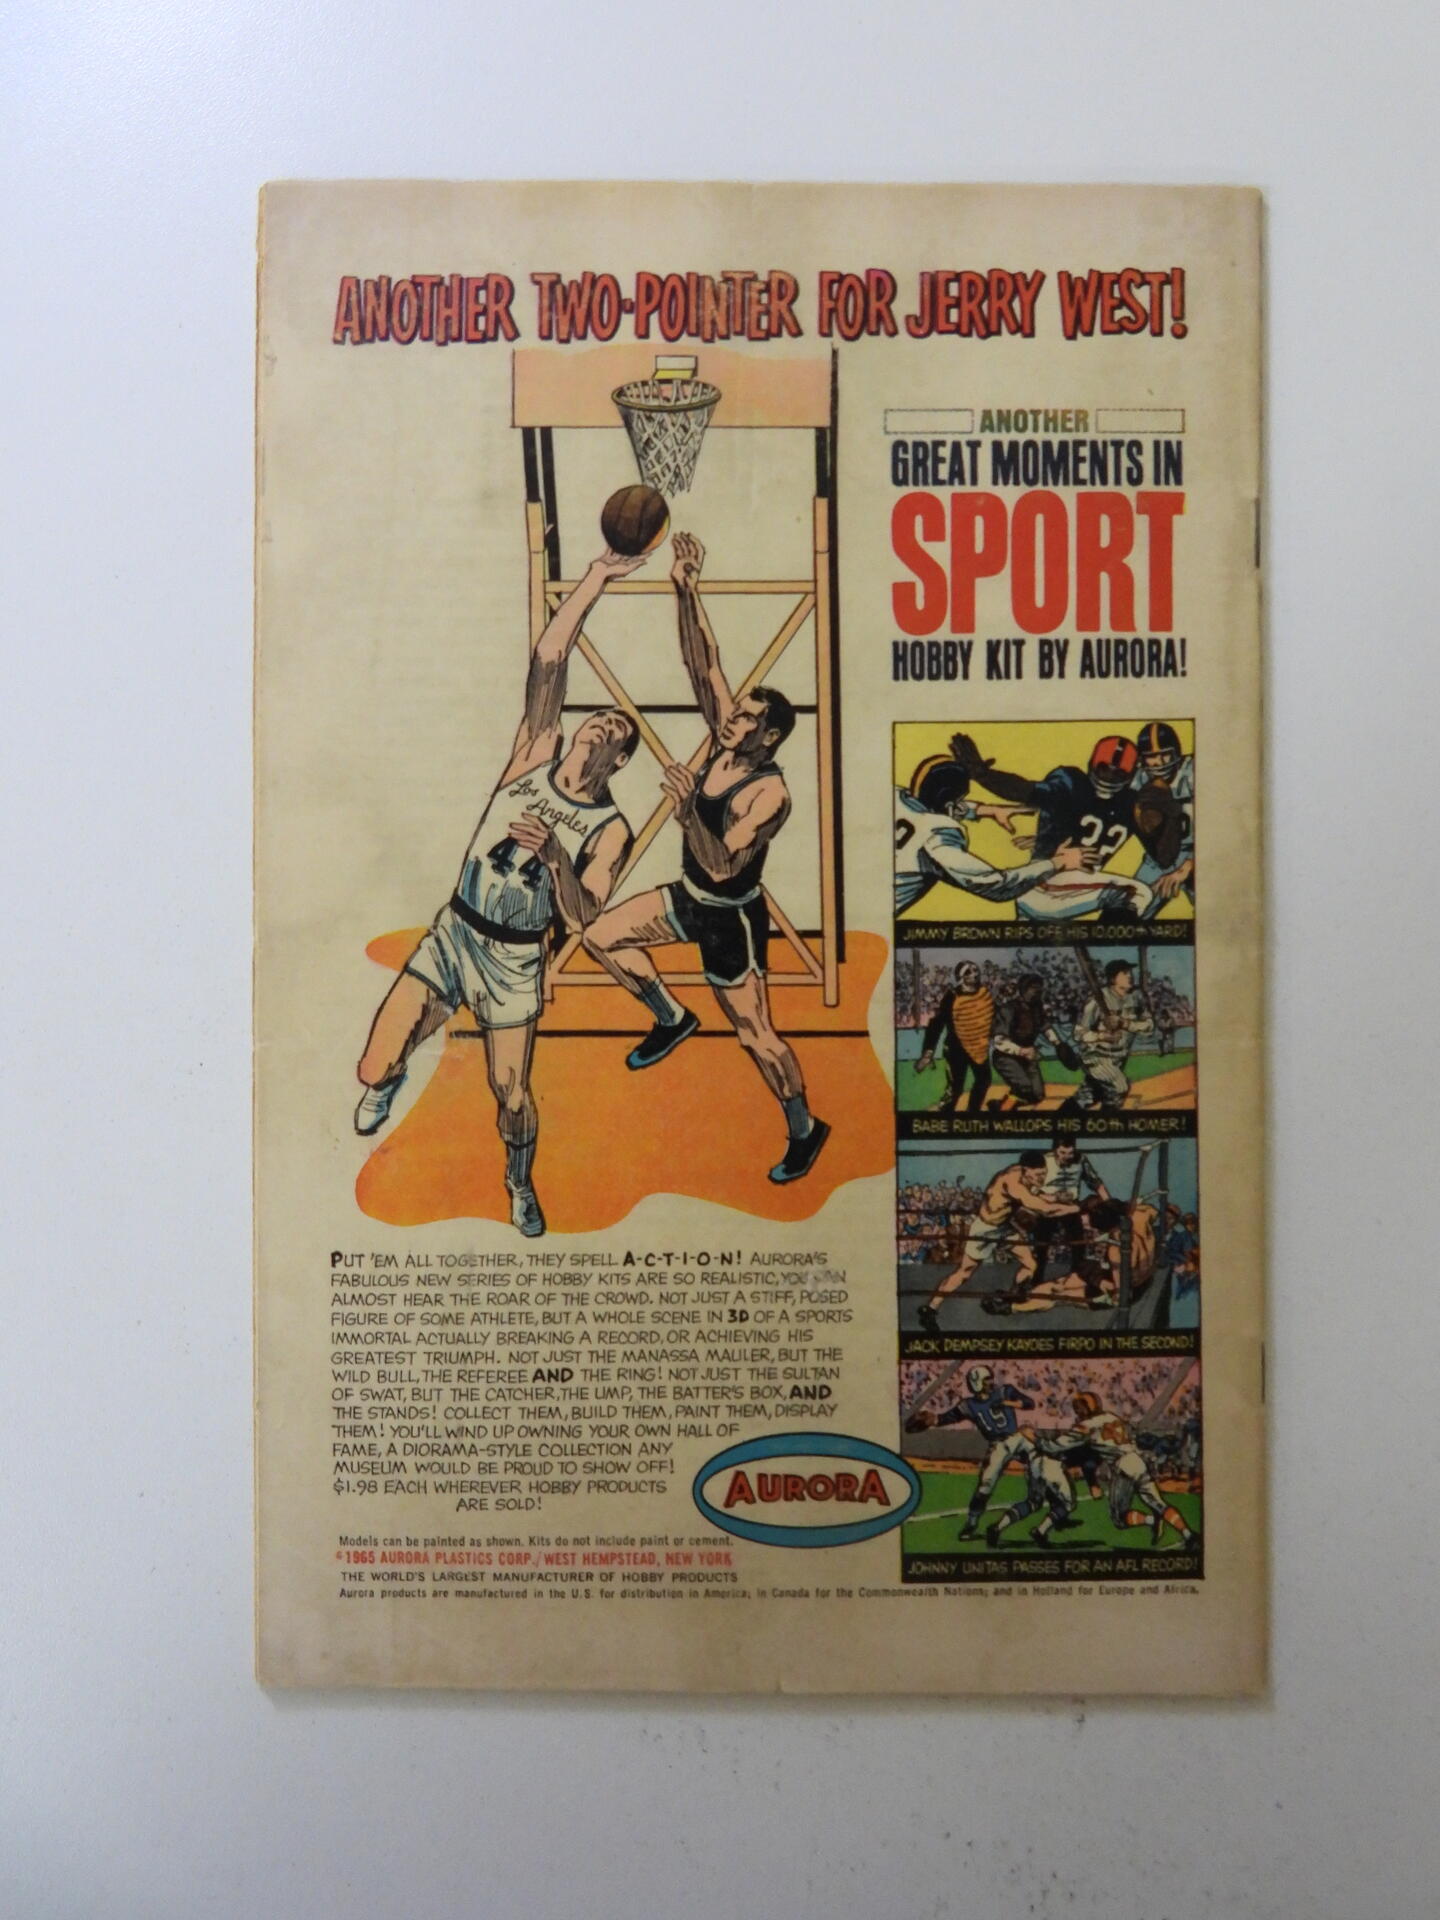 ANOTHER TWO-POINTER FOR JERRY WEST!
ANOTHER
GREAT MOMENTS IN
SPORT
HOBBY KIT BY AURORA!
Los
Angeles
44
32
JIMMY BROWN RIPS OFF HIS 10,000th YARD!
BABE RUTH WALLOPS HIS 60th HOMER!
JACK DEMPSEY KAYOES FIRPO IN THE SECOND!
15
JOHNNY UNITAS PASSES FOR AN AFL RECORD!
PUT 'EM ALL TOGETHER, THEY SPELL A-C-T-I-O-N! AURORA'S
FABULOUS NEW SERIES OF HOBBY KITS ARE SO REALISTIC, YOU CAN
ALMOST HEAR THE ROAR OF THE CROWD. NOT JUST A STIFF, POSED
FIGURE OF SOME ATHLETE, BUT A WHOLE SCENE IN 3D OF A SPORTS
IMMORTAL ACTUALLY BREAKING A RECORD, OR ACHIEVING HIS
GREATEST TRIUMPH. NOT JUST THE MANASSA MAULER, BUT THE
WILD BULL, THE REFEREE AND THE RING! NOT JUST THE SULTAN
OF SWAT, BUT THE CATCHER, THE UMP, THE BATTER'S BOX, AND
THE STANDS! COLLECT THEM, BUILD THEM, PAINT THEM, DISPLAY
THEM! YOU'LL WIND UP OWNING YOUR OWN HALL OF
FAME, A DIORAMA-STYLE COLLECTION ANY
MUSEUM WOULD BE PROUD TO SHOW OFF!
$1.98 EACH WHEREVER HOBBY PRODUCTS
ARE SOLD!
AURORA
Models can be painted as shown. Kits do not include paint or cement.
© 1965 AURORA PLASTICS CORP./WEST HEMPSTEAD, NEW YORK
THE WORLD'S LARGEST MANUFACTURER OF HOBBY PRODUCTS
Aurora products are manufactured in the U.S. for distribution in America; in Canada for the Commonwealth Nations; and in Holland for Europe and Africa.